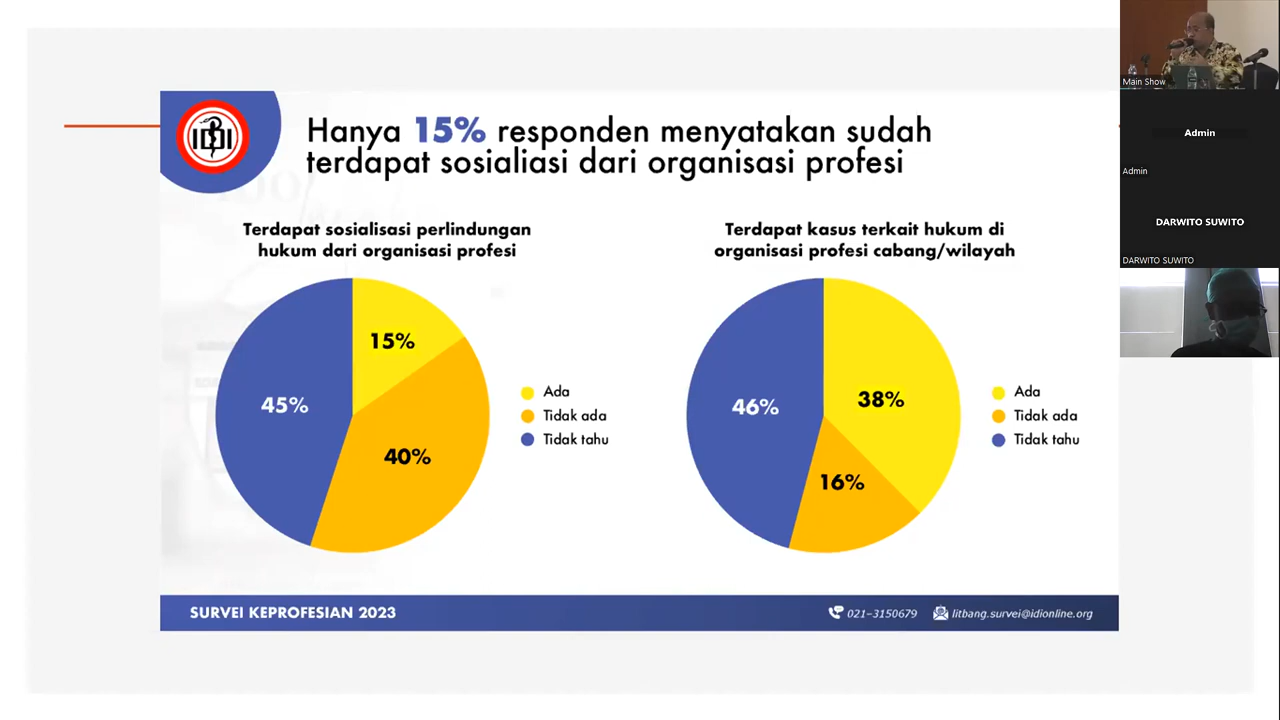 IDI
Hanya 15% responden menyatakan sudah
terdapat sosialiasi dari organisasi profesi
Terdapat sosialisasi perlindungan
hukum dari organisasi profesi
15%
45%
40%
Ada
Tidak ada
Tidak tahu
Terdapat kasus terkait hukum di
organisasi profesi cabang/wilayah
46%
38%
16%
Ada
Tidak ada
Tidak tahu
SURVEI KEPROFESIAN 2023
021-3150679
litbang.survei@idionline.org
Main Show
Admin
Admin
DARWITO SUWITO
DARWITO SUWITO